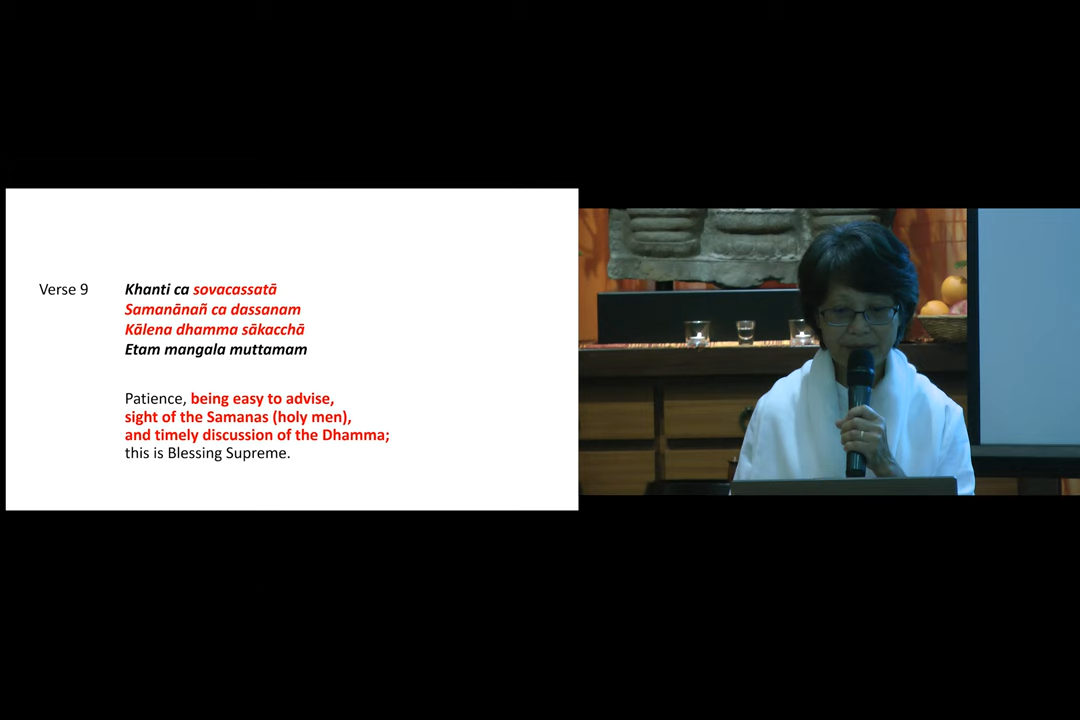 Verse 9
Khanti ca sovacassatā
Samanānañ ca dassanam
Kālena dhamma sākacchā
Etam mangala muttamam
Patience, being easy to advise,
sight of the Samanas (holy men),
and timely discussion of the Dhamma;
this is Blessing Supreme.